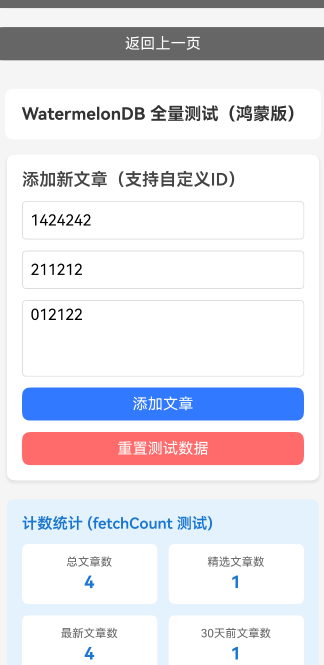 返回上一页
WatermelonDB 全量测试（鸿蒙版）
添加新文章（支持自定义ID）
1424242
211212
012122
添加文章
重置测试数据
计数统计 (fetchCount 测试)
总文章数
4
精选文章数
1
最新文章数
4
30天前文章数
1